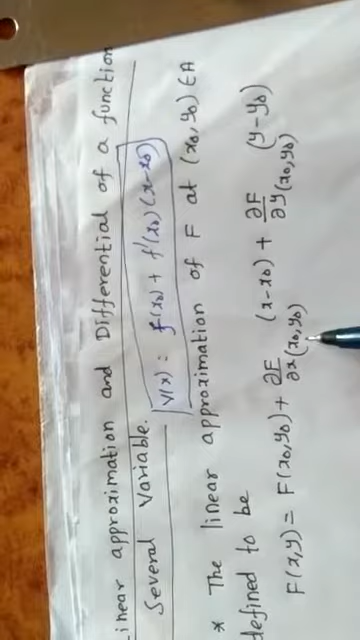 Linear approximation and Differential of a function
Several Variable. V(x) : f(x₀) + f'(x₀) (x-x₀)
* The linear approximation of F at (x₀, y₀) ∈ A
defined to be
F(x,y) = F(x₀,y₀) + ∂F/∂x (x₀,y₀) (x-x₀) + ∂F/∂y (x₀,y₀) (y-y₀)